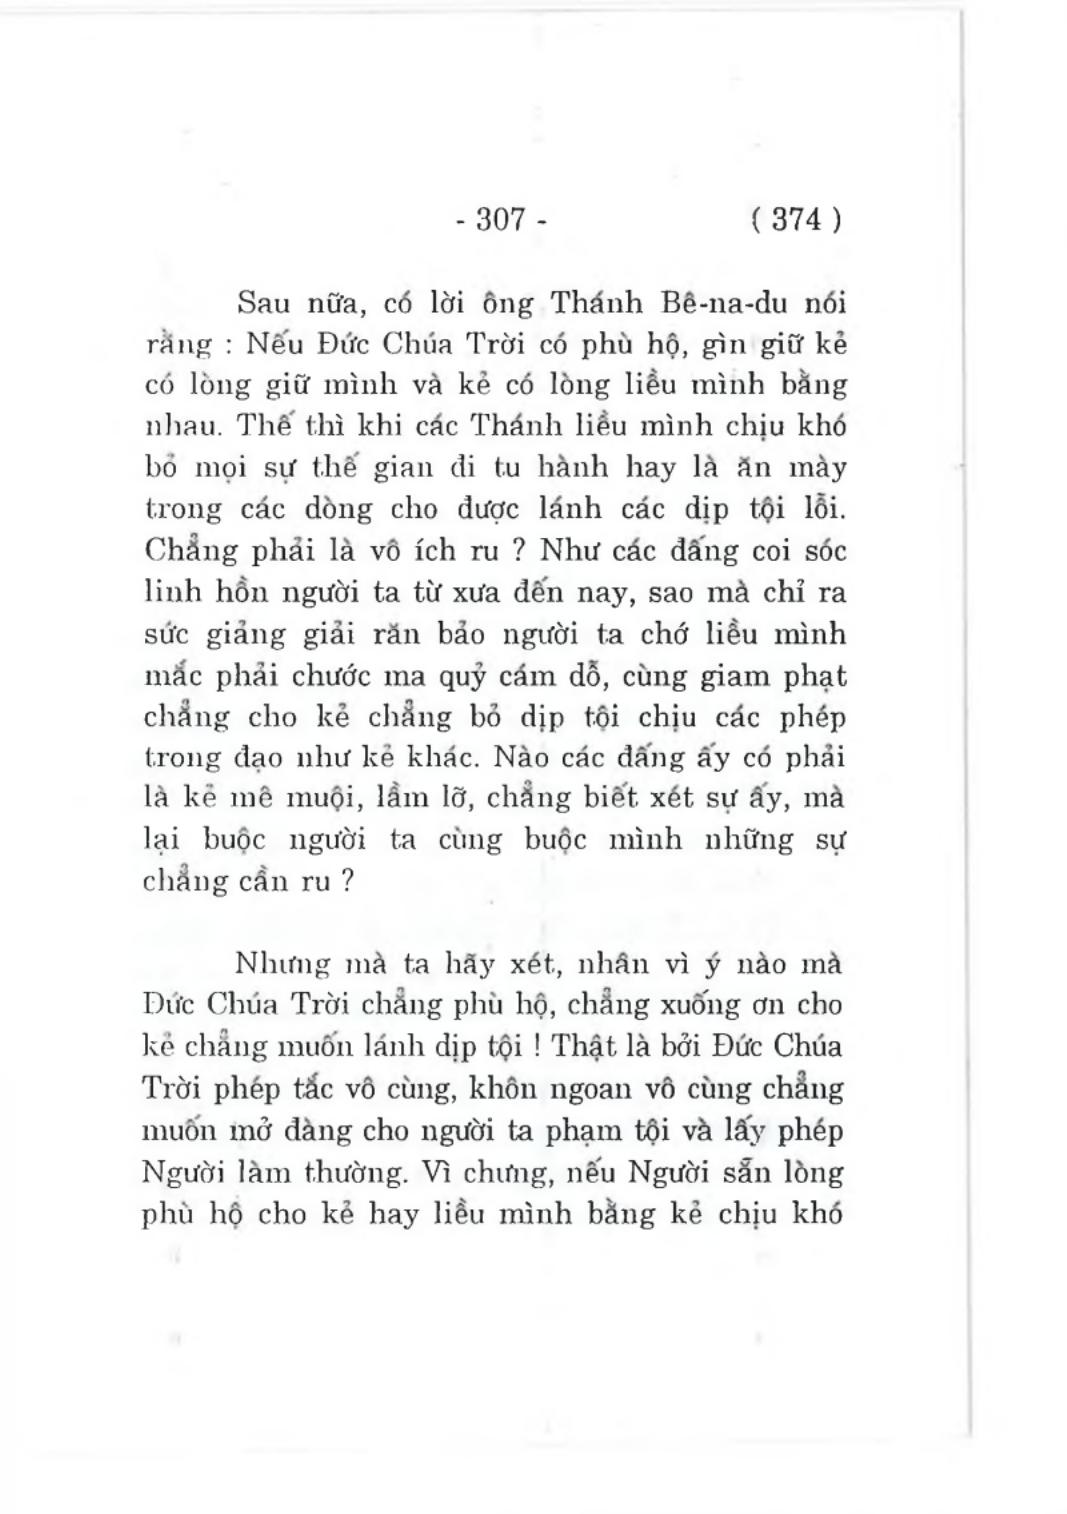 - 307 - ( 374 )
Sau nữa, có lời ông Thánh Bê-na-du nói
rằng : Nếu Đức Chúa Trời có phù hộ, gìn giữ kẻ
có lòng giữ mình và kẻ có lòng liều mình bằng
nhau. Thế thì khi các Thánh liều mình chịu khó
bỏ mọi sự thế gian đi tu hành hay là ăn mày
trong các dòng cho được lánh các dịp tội lỗi.
Chẳng phải là vô ích ru ? Như các đấng coi sóc
linh hồn người ta từ xưa đến nay, sao mà chỉ ra
sức giảng giải răn bảo người ta chớ liều mình
mắc phải chước ma quỷ cám dỗ, cùng giam phạt
chẳng cho kẻ chẳng bỏ dịp tội chịu các phép
trong đạo như kẻ khác. Nào các đấng ấy có phải
là kẻ mê muội, lầm lỡ, chẳng biết xét sự ấy, mà
lại buộc người ta cùng buộc mình những sự
chẳng cần ru ?
Nhưng mà ta hãy xét, nhân vì ý nào mà
Đức Chúa Trời chẳng phù hộ, chẳng xuống ơn cho
kẻ chẳng muốn lánh dịp tội ! Thật là bởi Đức Chúa
Trời phép tắc vô cùng, khôn ngoan vô cùng chẳng
muốn mở đàng cho người ta phạm tội và lấy phép
Người làm thường. Vì chưng, nếu Người sẵn lòng
phù hộ cho kẻ hay liều mình bằng kẻ chịu khó